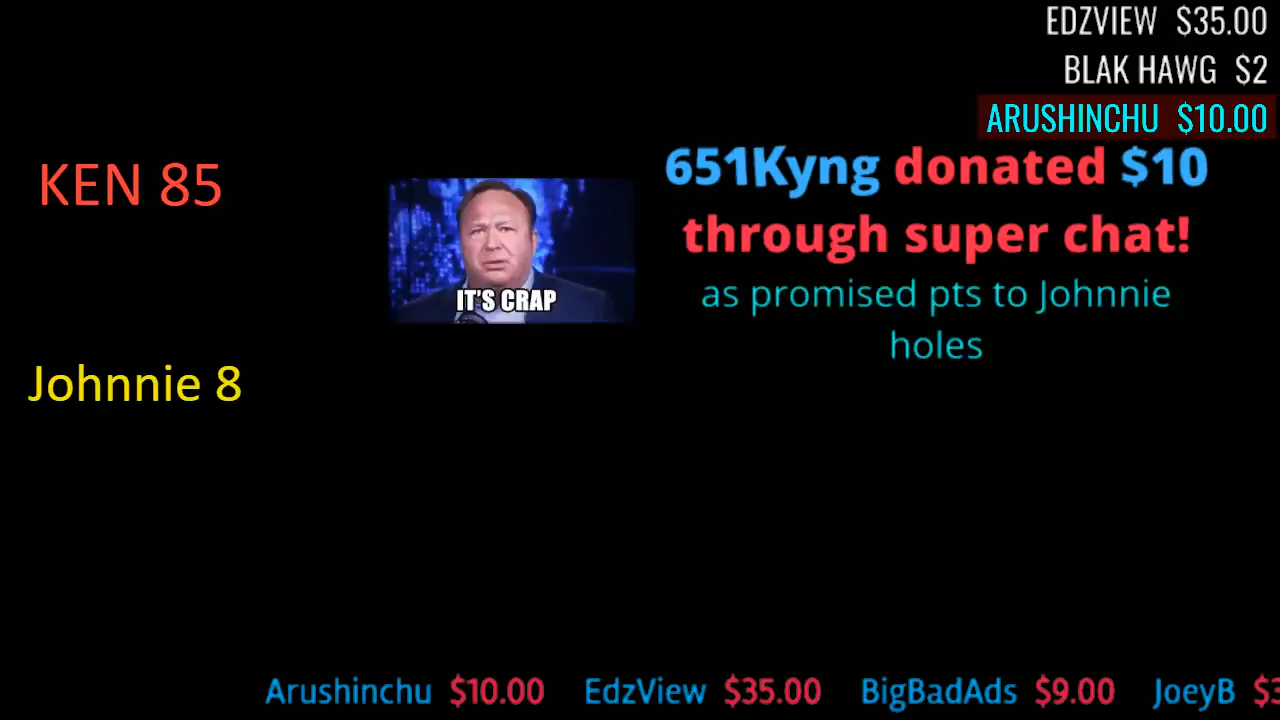 EDZVIEW $35.00
BLAK HAWG $2
ARUSHINCHU $10.00
KEN 85
651Kyng donated $10
through super chat!
as promised pts to Johnnie
holes
IT'S CRAP
Johnnie 8
Arushinchu $10.00 EdzView $35.00 BigBadAds $9.00 JoeyB